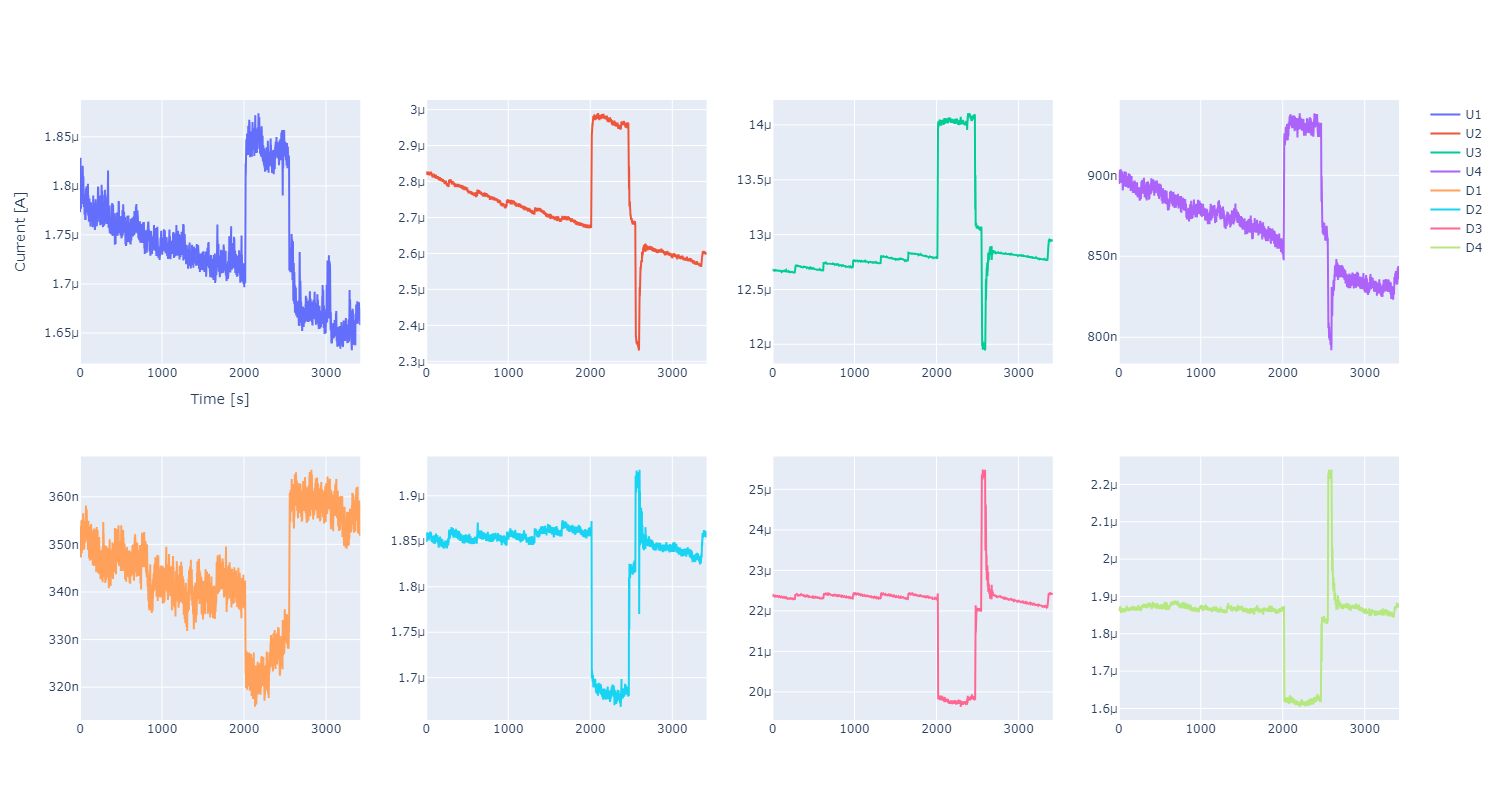 Current [A]
1.85μ
1.8μ
1.75μ
1.7μ
1.65μ
0 1000 2000 3000
Time [s]
3μ
2.9μ
2.8μ
2.7μ
2.6μ
2.5μ
2.4μ
2.3μ
0 1000 2000 3000
14μ
13.5μ
13μ
12.5μ
12μ
0 1000 2000 3000
900n
850n
800n
0 1000 2000 3000
U1
U2
U3
U4
D1
D2
D3
D4
360n
350n
340n
330n
320n
0 1000 2000 3000
1.9μ
1.85μ
1.8μ
1.75μ
1.7μ
0 1000 2000 3000
25μ
24μ
23μ
22μ
21μ
20μ
0 1000 2000 3000
2.2μ
2.1μ
2μ
1.9μ
1.8μ
1.7μ
1.6μ
0 1000 2000 3000